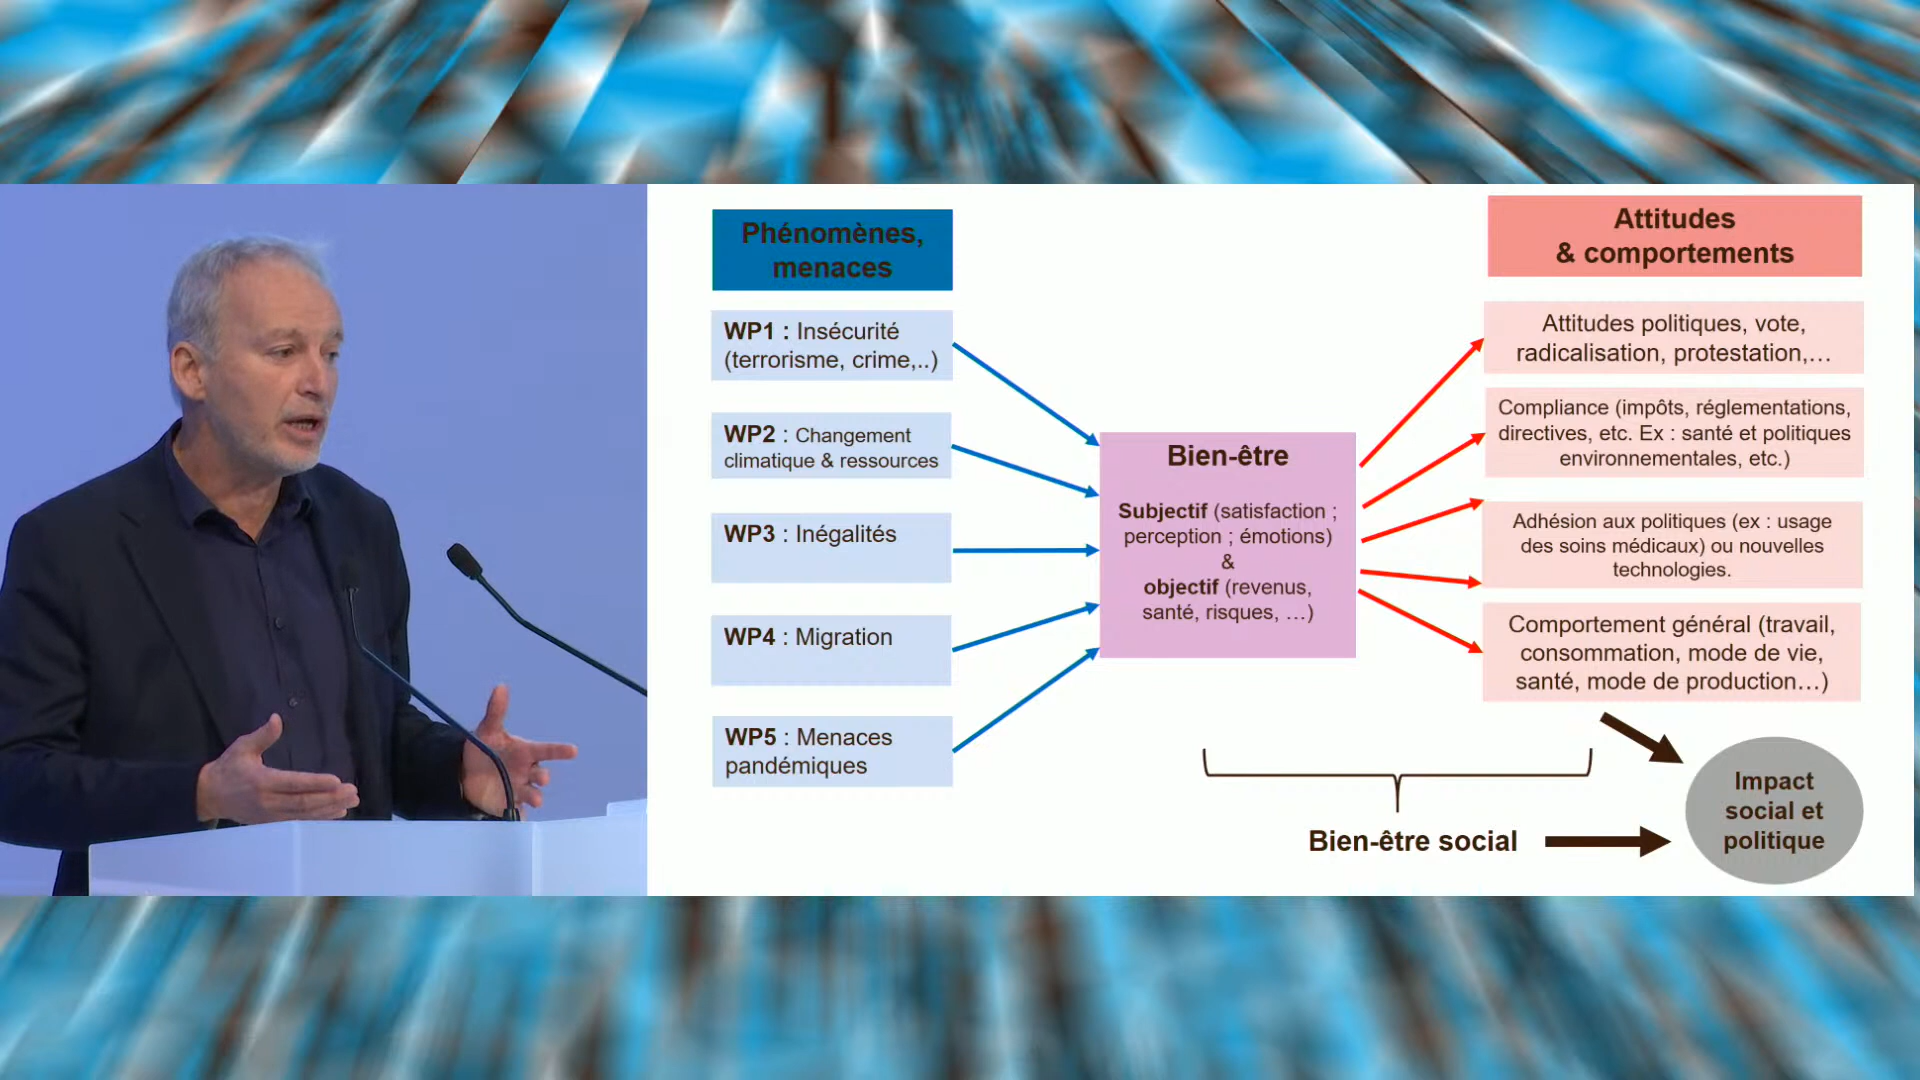 Phénomènes,
menaces
WP1 : Insécurité
(terrorisme, crime,..)
WP2 : Changement
climatique & ressources
WP3 : Inégalités
WP4 : Migration
WP5 : Menaces
pandémiques
Bien-être
Subjectif (satisfaction ;
perception ; émotions)
&
objectif (revenus,
santé, risques, …)
Attitudes
& comportements
Attitudes politiques, vote,
radicalisation, protestation,…
Compliance (impôts, réglementations,
directives, etc. Ex : santé et politiques
environnementales, etc.)
Adhésion aux politiques (ex : usage
des soins médicaux) ou nouvelles
technologies.
Comportement général (travail,
consommation, mode de vie,
santé, mode de production…)
Bien-être social
Impact
social et
politique